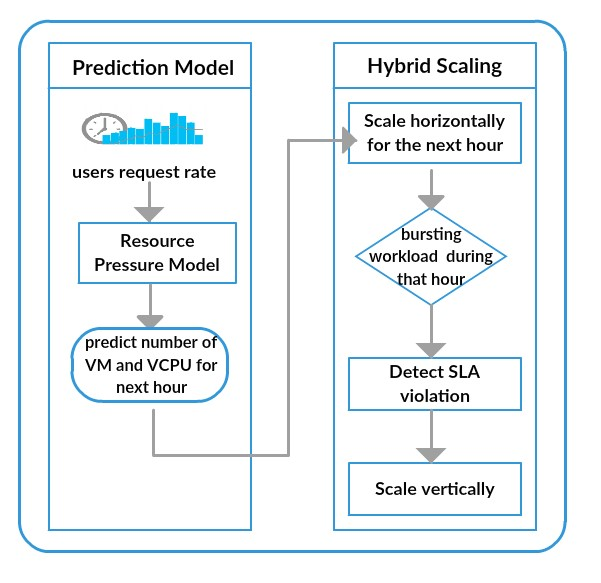 Prediction Model
users request rate
Resource
Pressure Model
predict number of
VM and VCPU for
next hour
Hybrid Scaling
Scale horizontally
for the next hour
bursting
workload during
that hour
Detect SLA
violation
Scale vertically